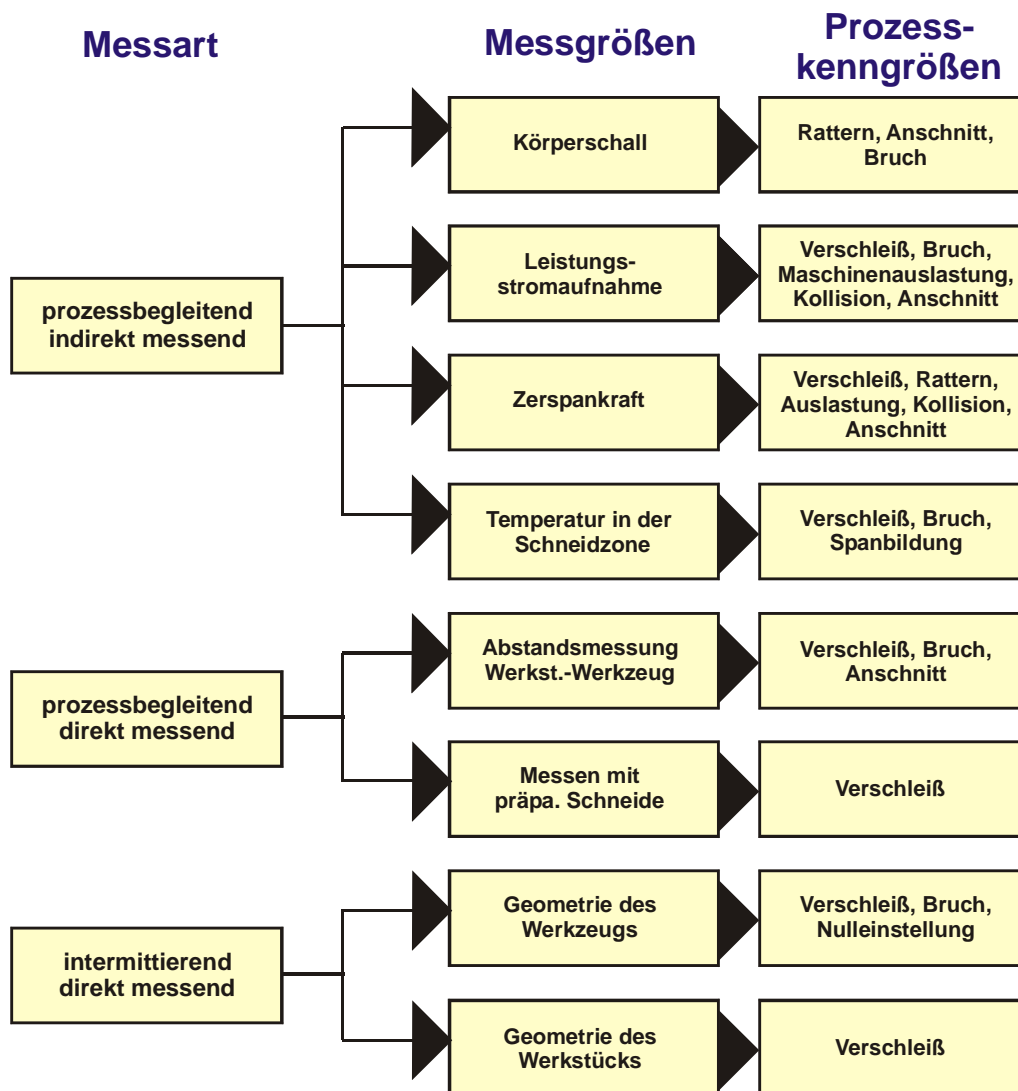 Messart
Messgrößen
Prozess-
kenngrößen
prozessbegleitend
indirekt messend
Körperschall
Rattern, Anschnitt,
Bruch
Leistungs-
stromaufnahme
Verschleiß, Bruch,
Maschinenauslastung,
Kollision, Anschnitt
Zerspankraft
Verschleiß, Rattern,
Auslastung, Kollision,
Anschnitt
Temperatur in der
Schneidzone
Verschleiß, Bruch,
Spanbildung
prozessbegleitend
direkt messend
Abstandsmessung
Werkst.-Werkzeug
Verschleiß, Bruch,
Anschnitt
Messen mit
präpa. Schneide
Verschleiß
intermittierend
direkt messend
Geometrie des
Werkzeugs
Verschleiß, Bruch,
Nulleinstellung
Geometrie des
Werkstücks
Verschleiß